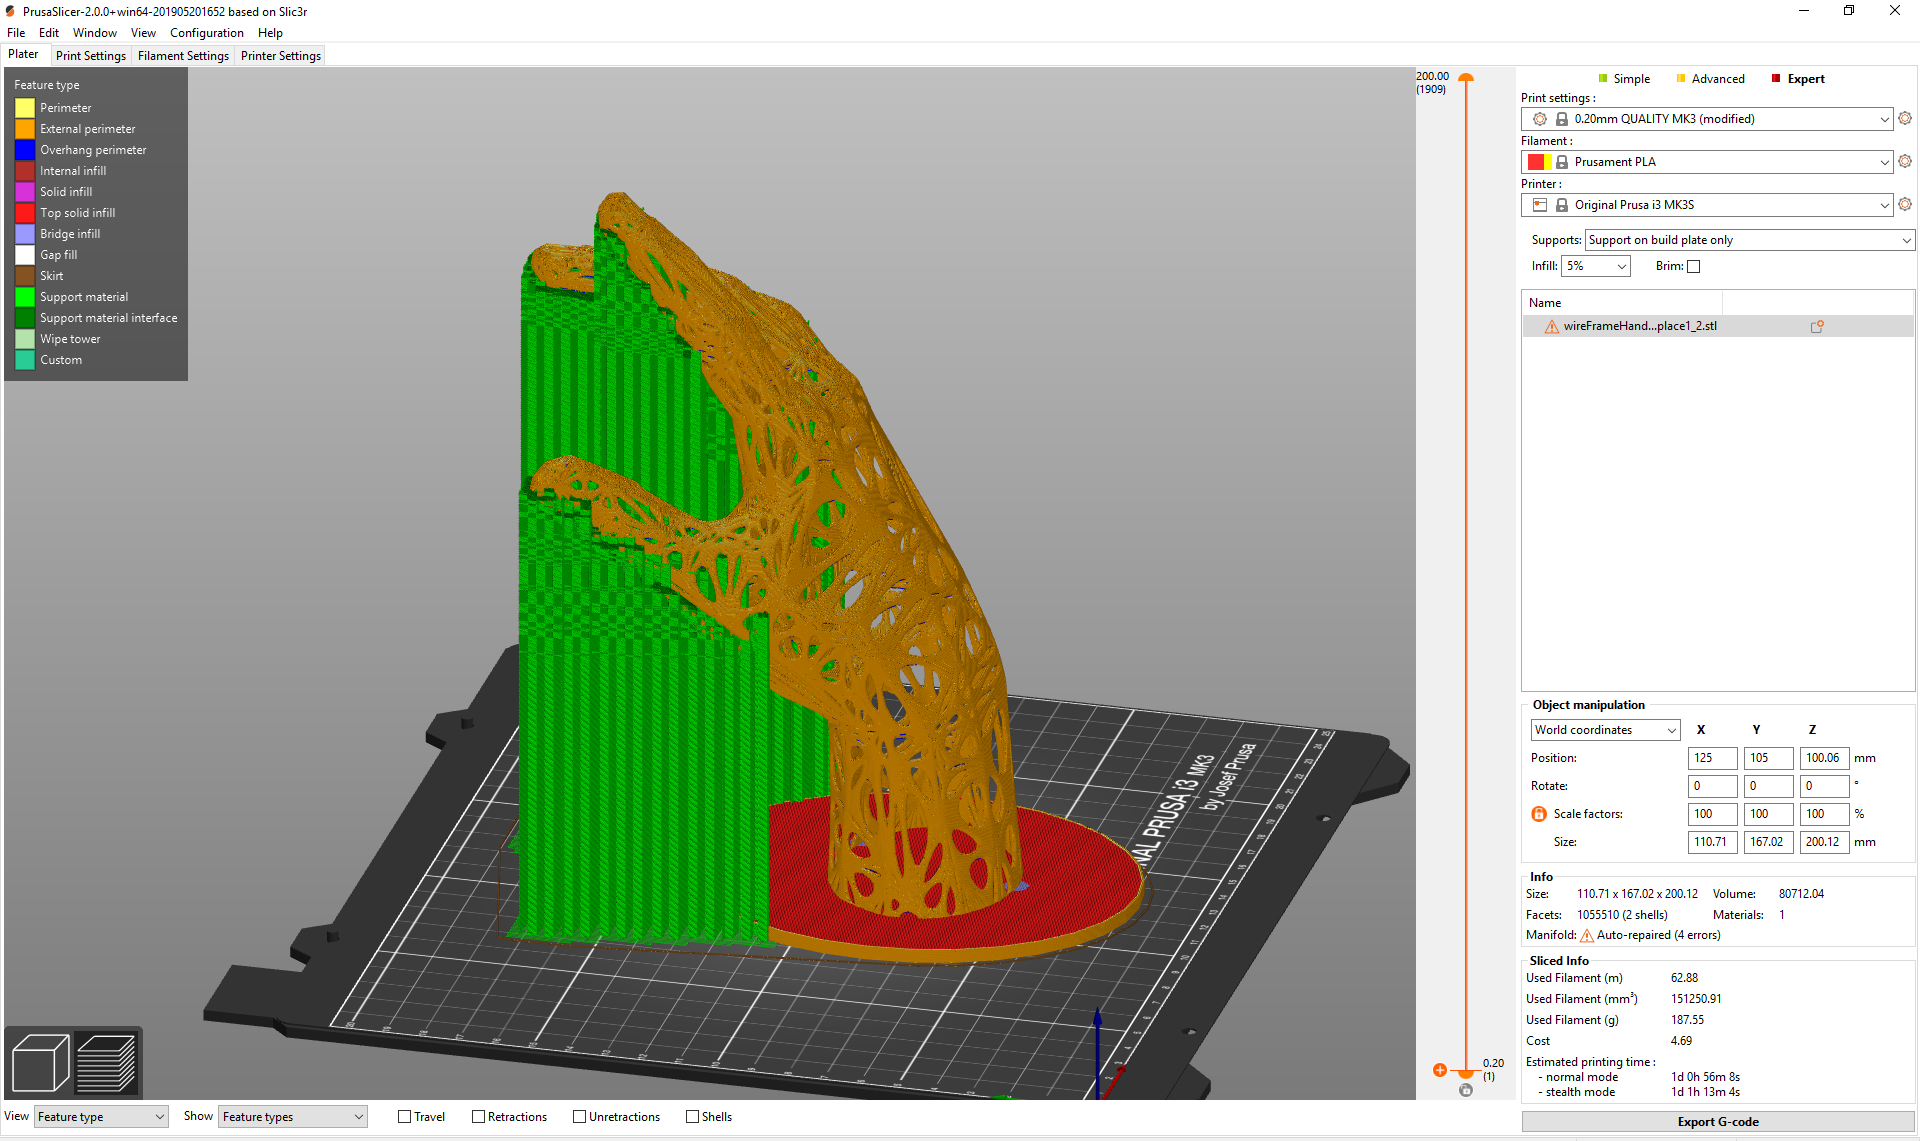 PrusaSlicer-2.0.0+win64-201905201652 based on Slic3r
File Edit Window View Configuration Help
Plater Print Settings Filament Settings Printer Settings
Feature type
Perimeter
External perimeter
Overhang perimeter
Internal infill
Solid infill
Top solid infill
Bridge infill
Gap fill
Skirt
Support material
Support material interface
Wipe tower
Custom
NAL PRUSA i3 MK3
by Josef Prusa
200.00
(1909)
0.20
(1)
Simple Advanced Expert
Print settings :
0.20mm QUALITY MK3 (modified)
Filament :
Prusament PLA
Printer :
Original Prusa i3 MK3S
Supports: Support on build plate only
Infill: 5% Brim:
Name
wireFrameHand...place1_2.stl
Object manipulation
World coordinates X Y Z
Position: 125 105 100.06 mm
Rotate: 0 0 0 °
Scale factors: 100 100 100 %
Size: 110.71 167.02 200.12 mm
Info
Size: 110.71 x 167.02 x 200.12 Volume: 80712.04
Facets: 1055510 (2 shells) Materials: 1
Manifold: Auto-repaired (4 errors)
Sliced Info
Used Filament (m) 62.88
Used Filament (mm³) 151250.91
Used Filament (g) 187.55
Cost 4.69
Estimated printing time :
- normal mode 1d 0h 56m 8s
- stealth mode 1d 1h 13m 4s
Export G-code
View Feature type Show Feature types Travel Retractions Unretractions Shells